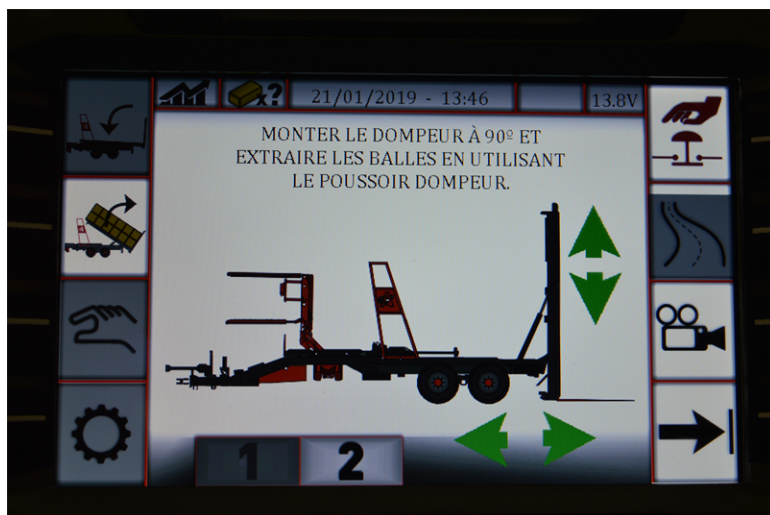 x?
21/01/2019 - 13:46
13.8V
MONTER LE DOMPEUR À 90º ET
EXTRAIRE LES BALLES EN UTILISANT
LE POUSSOIR DOMPEUR.
1
2